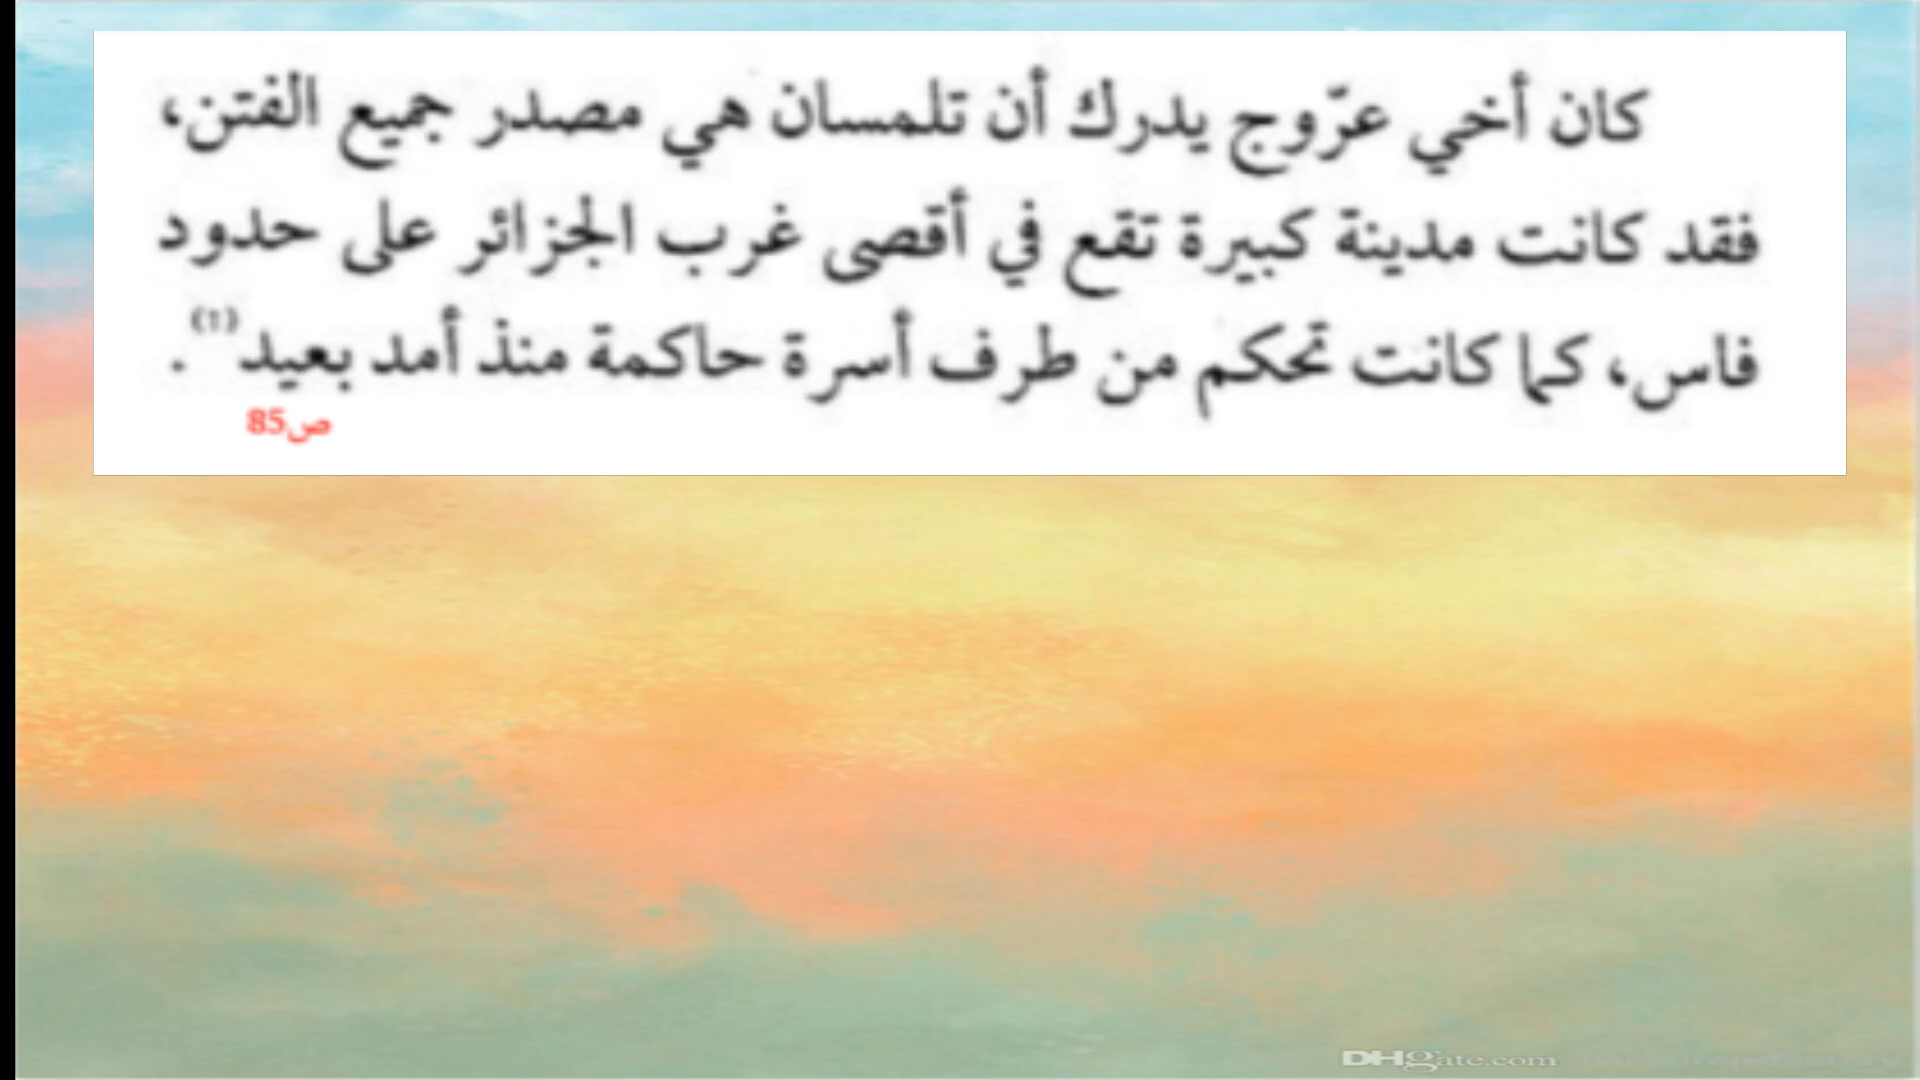 كان أخي عرّوج يدرك أن تلمسان هي مصدر جميع الفتن،
فقد كانت مدينة كبيرة تقع في أقصى غرب الجزائر على حدود
فاس، كما كانت تحكم من طرف أسرة حاكمة منذ أمد بعيد(1).
ص85
DHgate.com